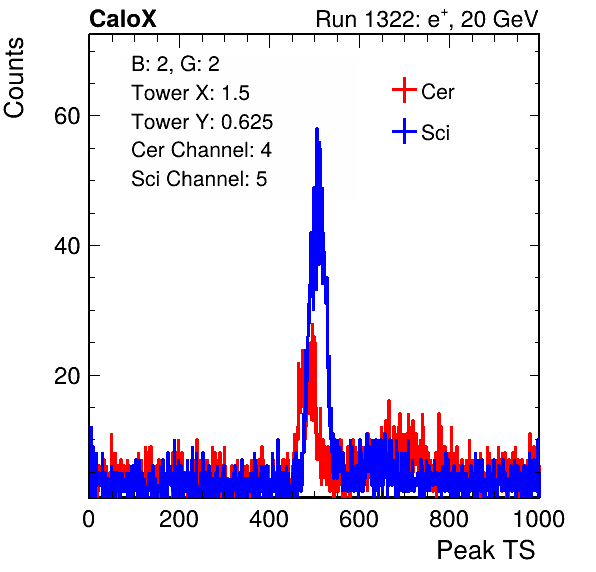 CaloX Run 1322: e⁺, 20 GeV
Counts
B: 2, G: 2
Tower X: 1.5
Tower Y: 0.625
Cer Channel: 4
Sci Channel: 5
Cer
Sci
60
40
20
0 200 400 600 800 1000
Peak TS